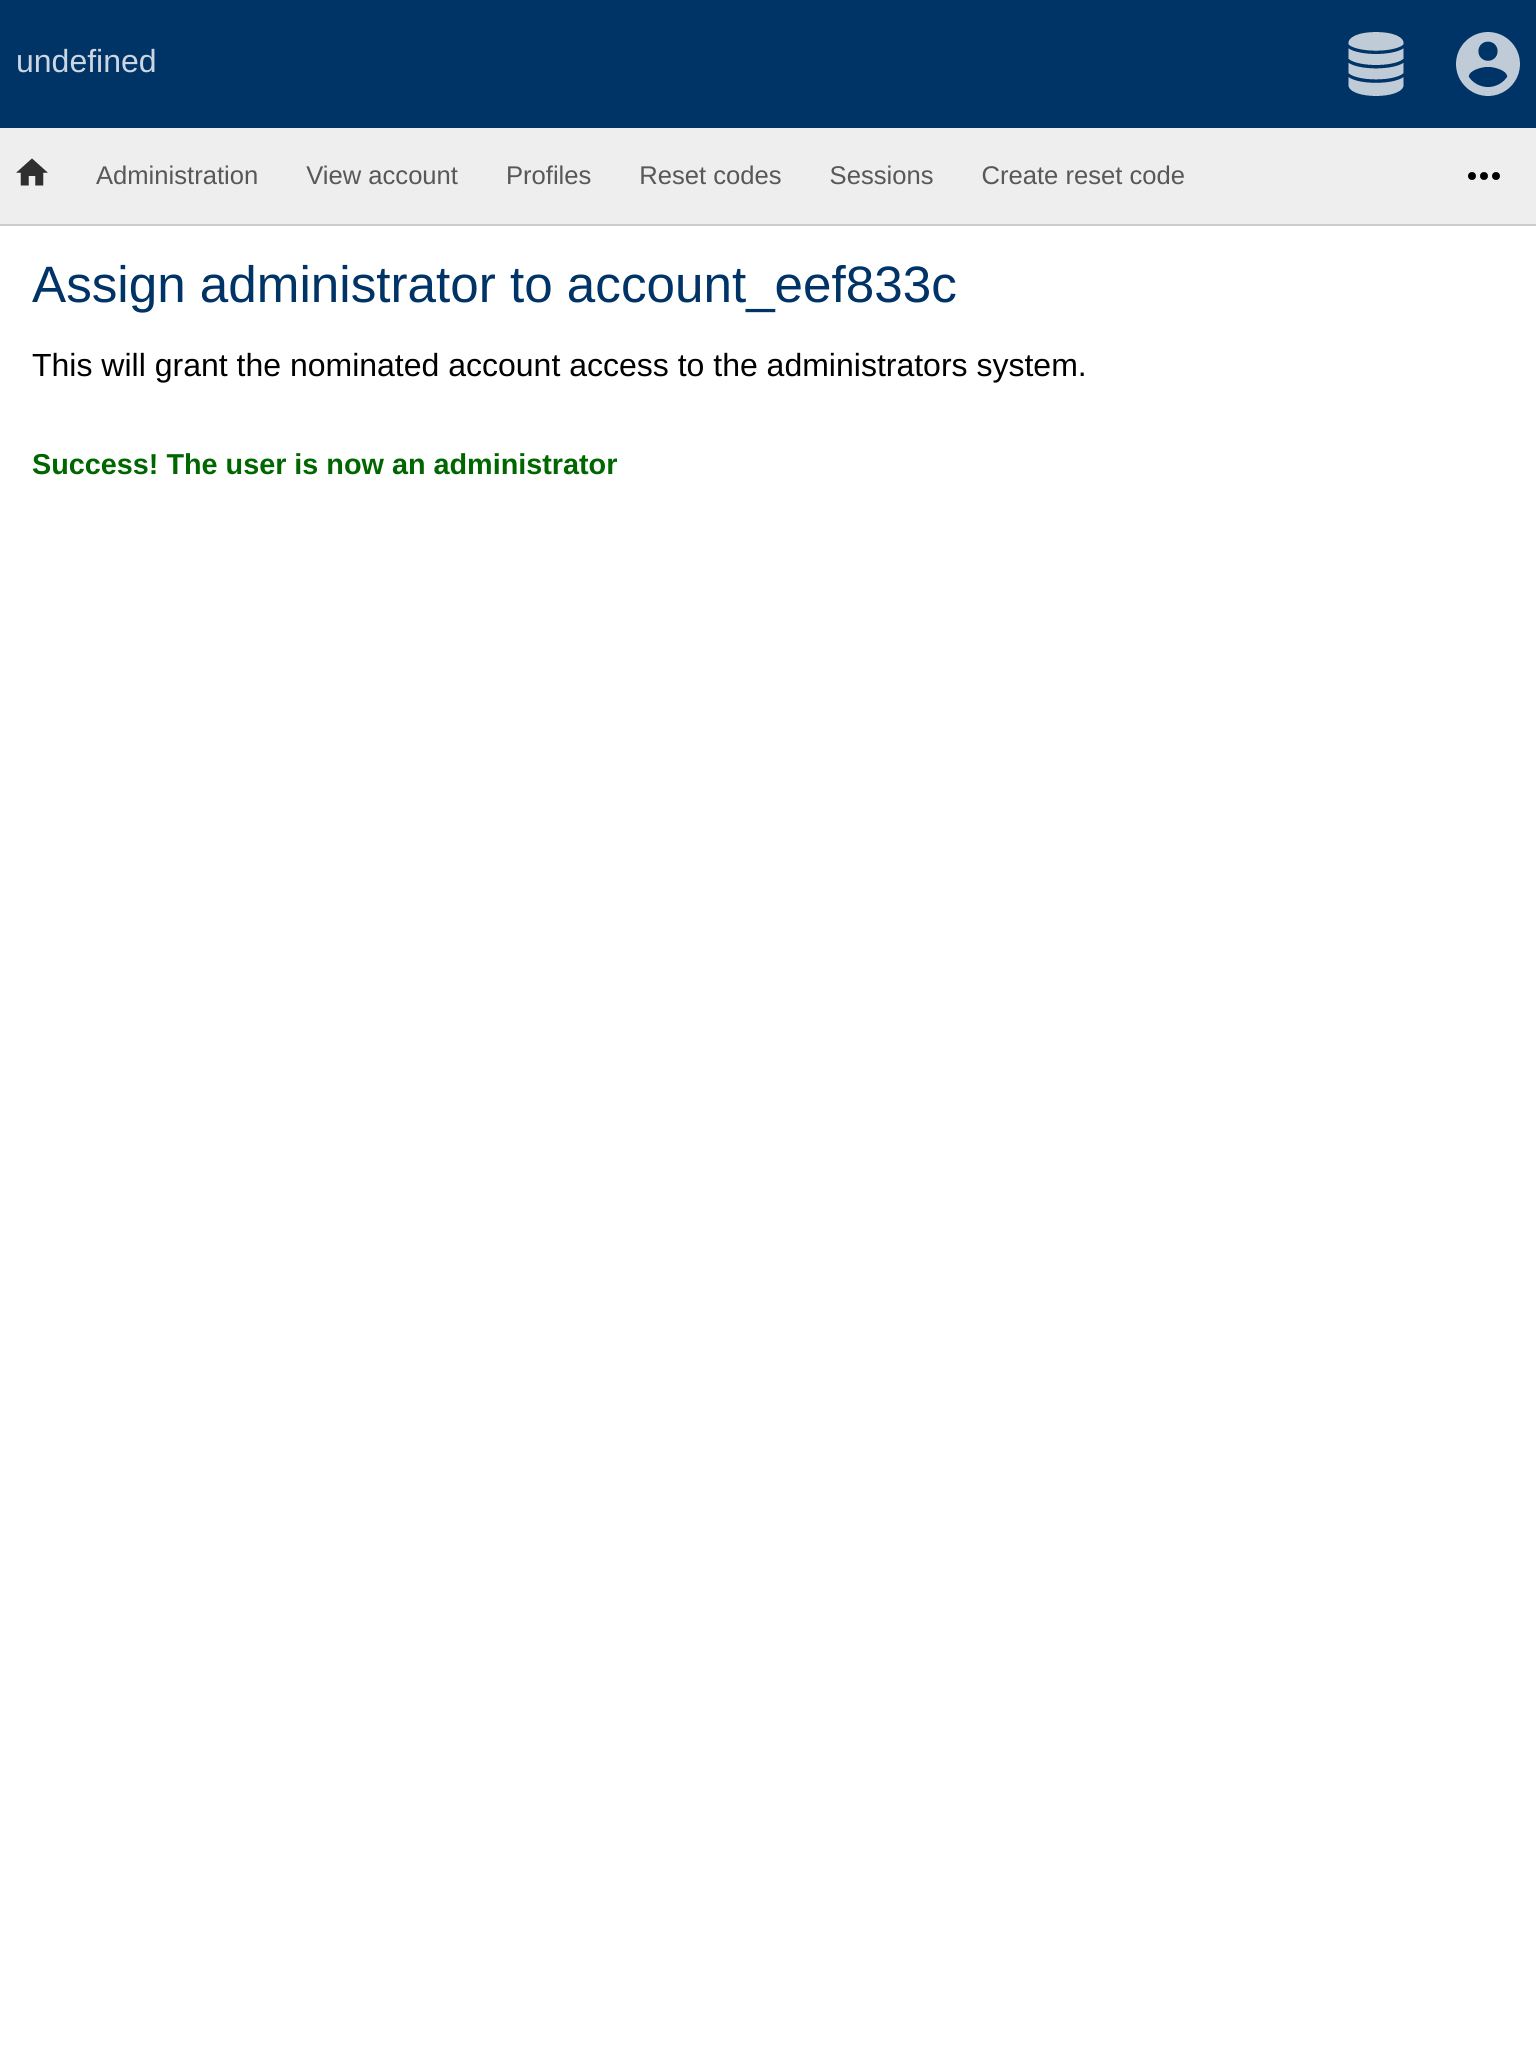 undefined
Administration View account Profiles Reset codes Sessions Create reset code
Assign administrator to account_eef833c
This will grant the nominated account access to the administrators system.
Success! The user is now an administrator